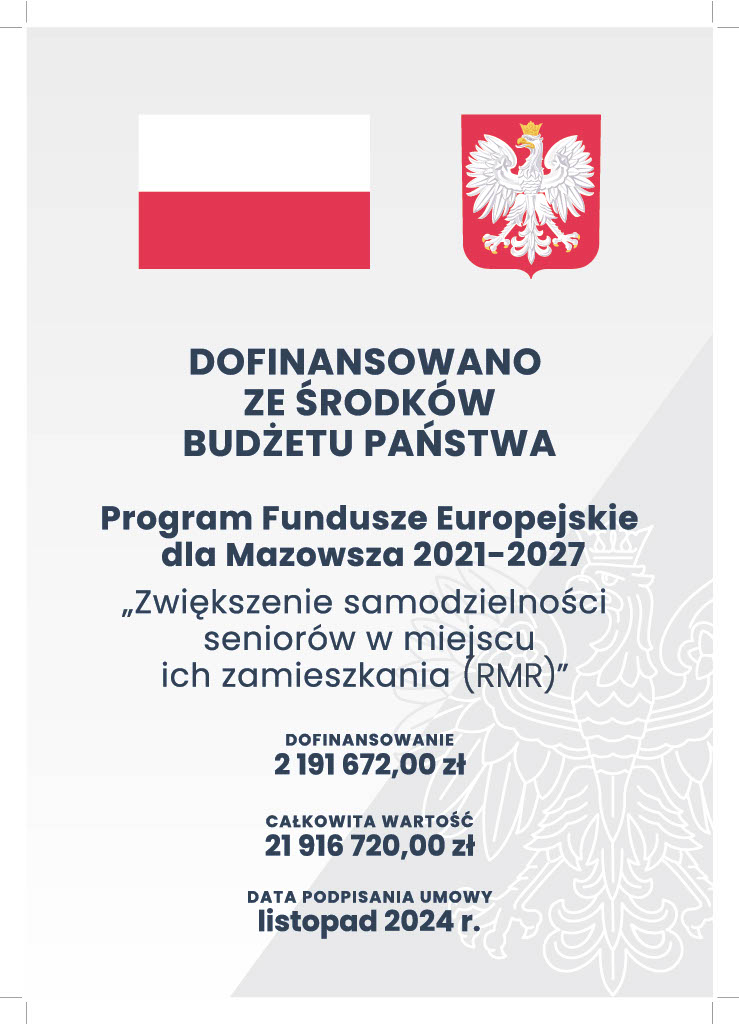 DOFINANSOWANO
ZE ŚRODKÓW
BUDŻETU PAŃSTWA
Program Fundusze Europejskie
dla Mazowsza 2021-2027
„Zwiększenie samodzielności
seniorów w miejscu
ich zamieszkania (RMR)”
DOFINANSOWANIE
2 191 672,00 zł
CAŁKOWITA WARTOŚĆ
21 916 720,00 zł
DATA PODPISANIA UMOWY
listopad 2024 r.